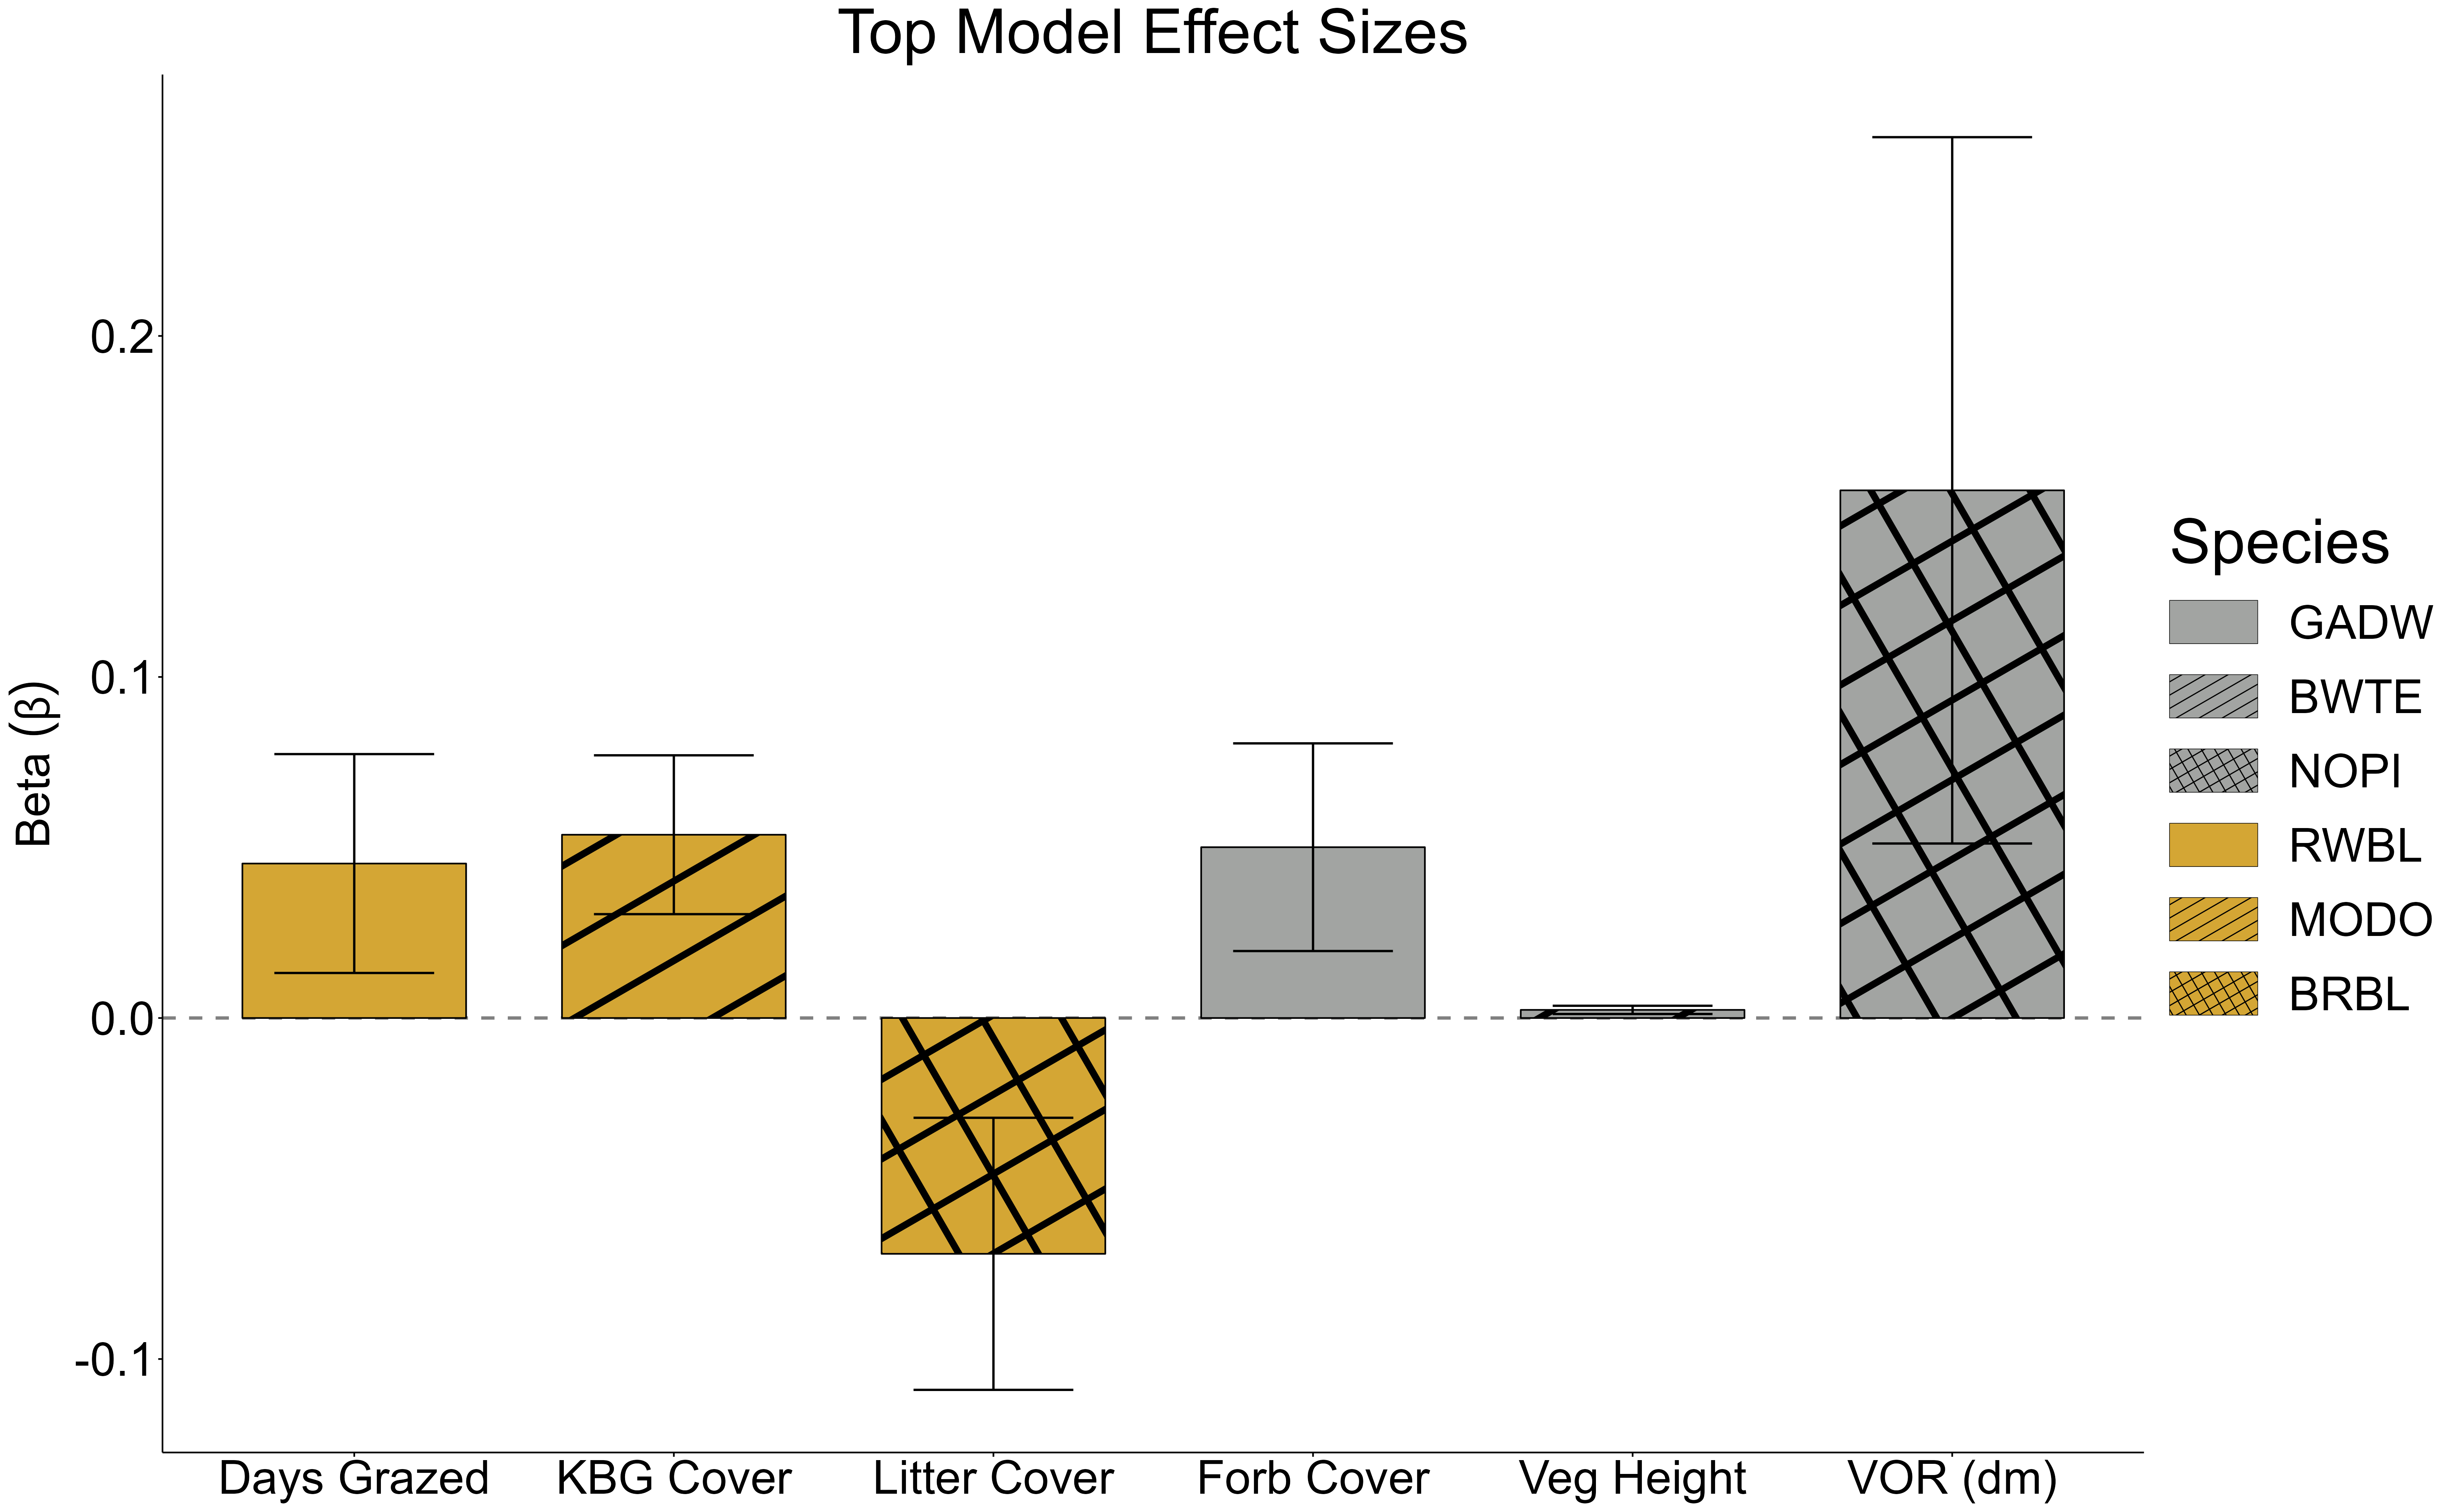 Top Model Effect Sizes
Beta (β)
0.2
0.1
0.0
-0.1
Days Grazed
KBG Cover
Litter Cover
Forb Cover
Veg Height
VOR (dm)
Species
GADW
BWTE
NOPI
RWBL
MODO
BRBL